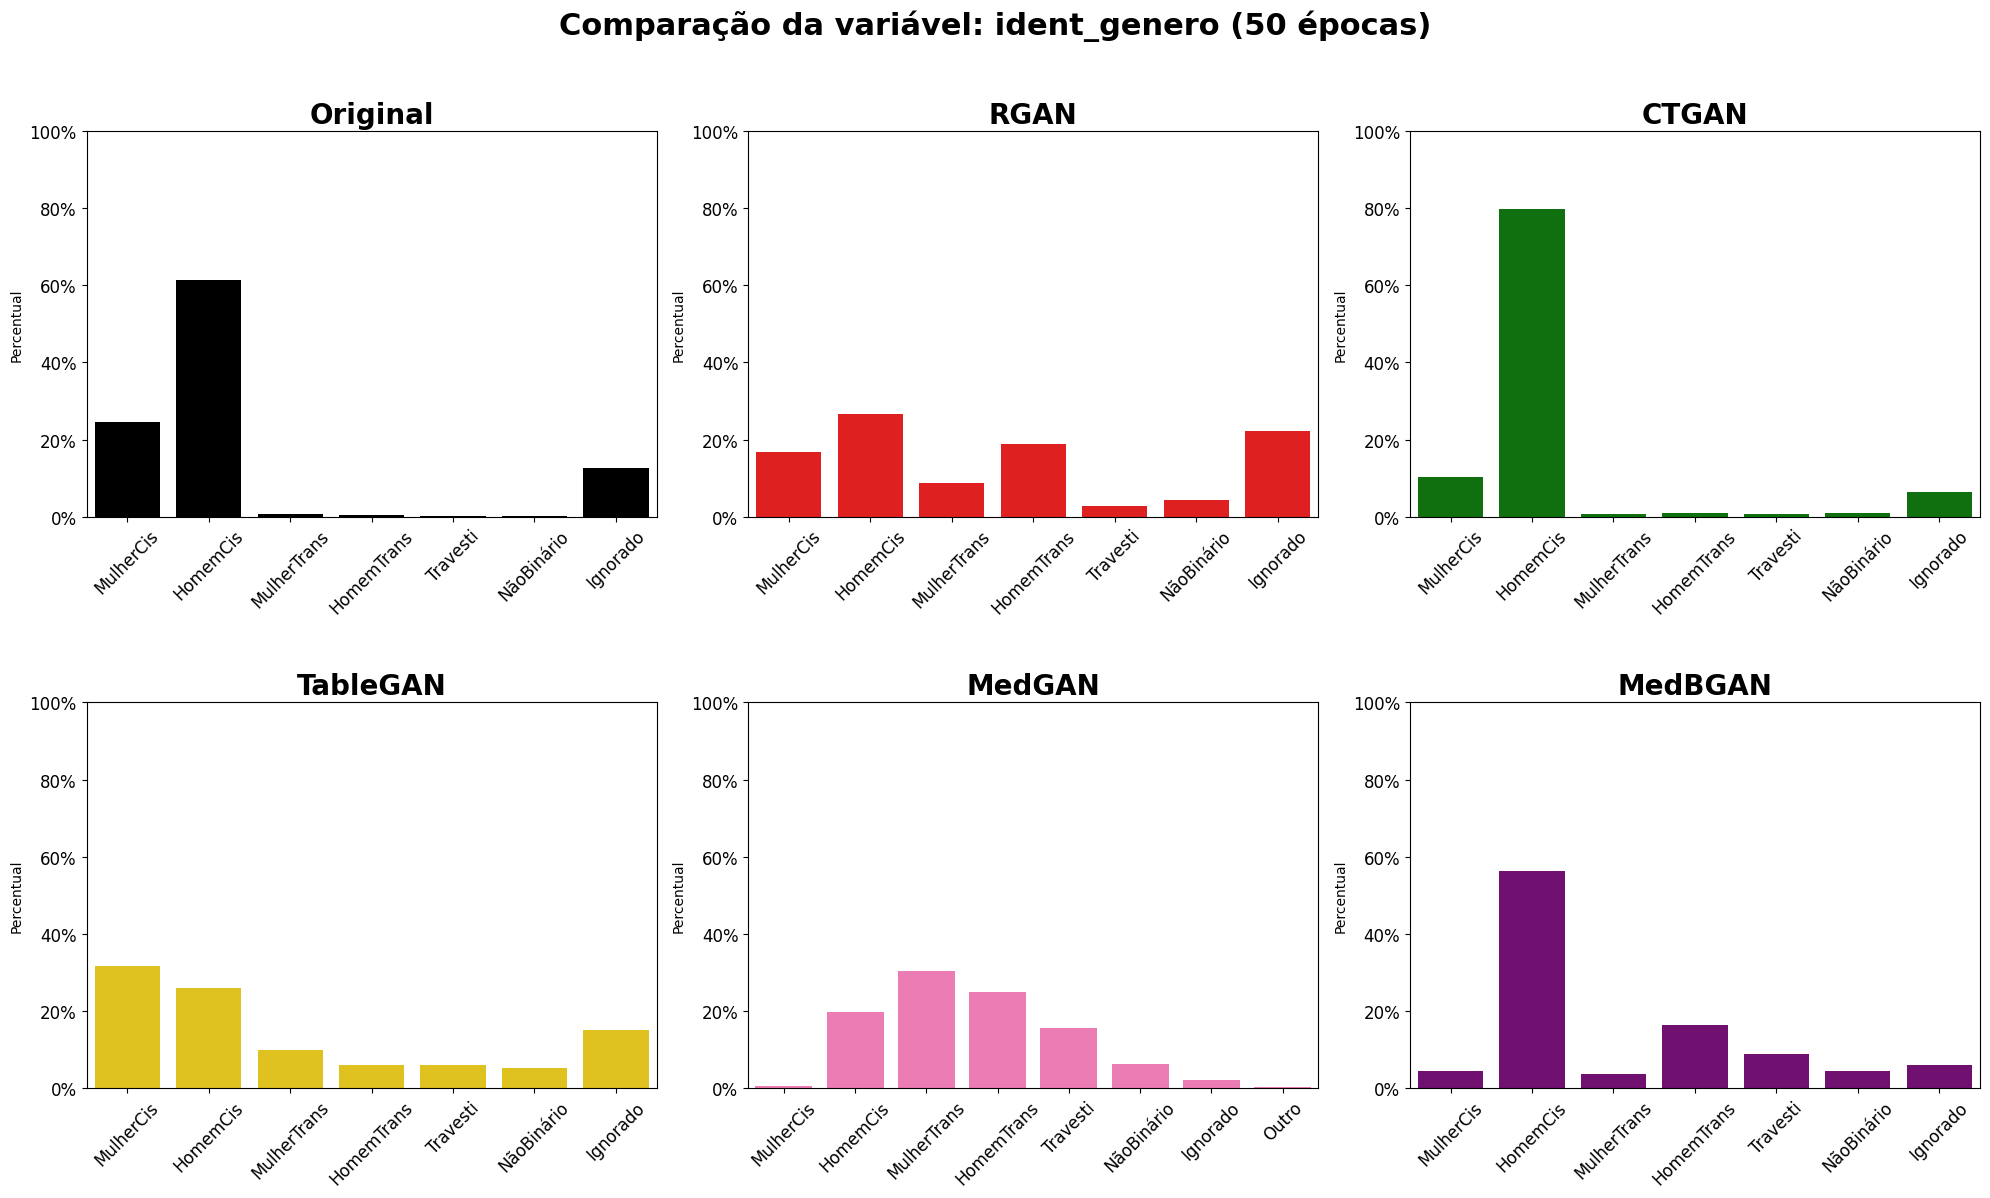 Comparação da variável: ident_genero (50 épocas)
Original
100%
80%
60%
40%
20%
0%
Percentual
MulherCis
HomemCis
MulherTrans
HomemTrans
Travesti
NãoBinário
Ignorado
RGAN
100%
80%
60%
40%
20%
0%
Percentual
MulherCis
HomemCis
MulherTrans
HomemTrans
Travesti
NãoBinário
Ignorado
CTGAN
100%
80%
60%
40%
20%
0%
Percentual
MulherCis
HomemCis
MulherTrans
HomemTrans
Travesti
NãoBinário
Ignorado
TableGAN
100%
80%
60%
40%
20%
0%
Percentual
MulherCis
HomemCis
MulherTrans
HomemTrans
Travesti
NãoBinário
Ignorado
MedGAN
100%
80%
60%
40%
20%
0%
Percentual
MulherCis
HomemCis
MulherTrans
HomemTrans
Travesti
NãoBinário
Ignorado
Outro
MedBGAN
100%
80%
60%
40%
20%
0%
Percentual
MulherCis
HomemCis
MulherTrans
HomemTrans
Travesti
NãoBinário
Ignorado